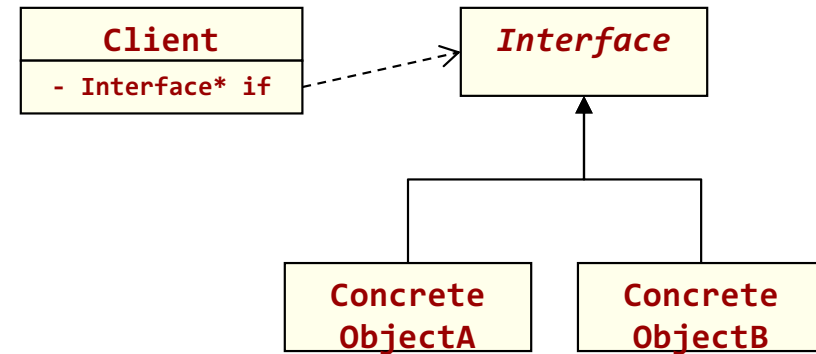 Client
- Interface* if
Interface
Concrete
ObjectA
Concrete
ObjectB